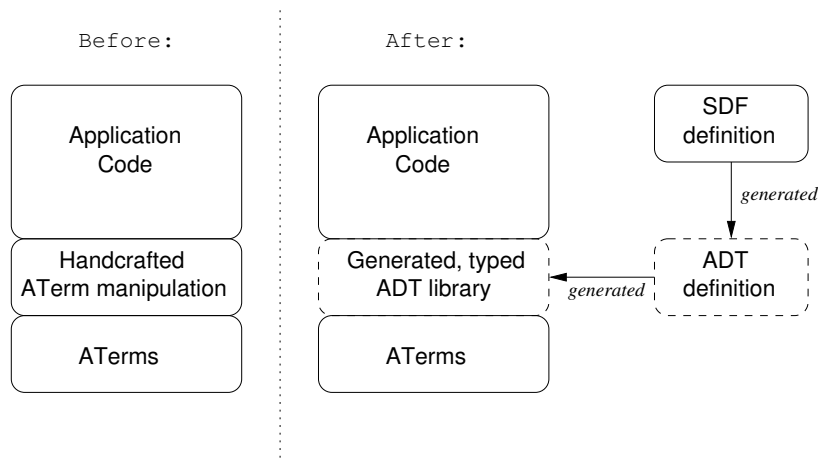 Before:
After:
Application
Code
Handcrafted
ATerm manipulation
ATerms
Application
Code
Generated, typed
ADT library
ATerms
SDF
definition
generated
ADT
definition
generated